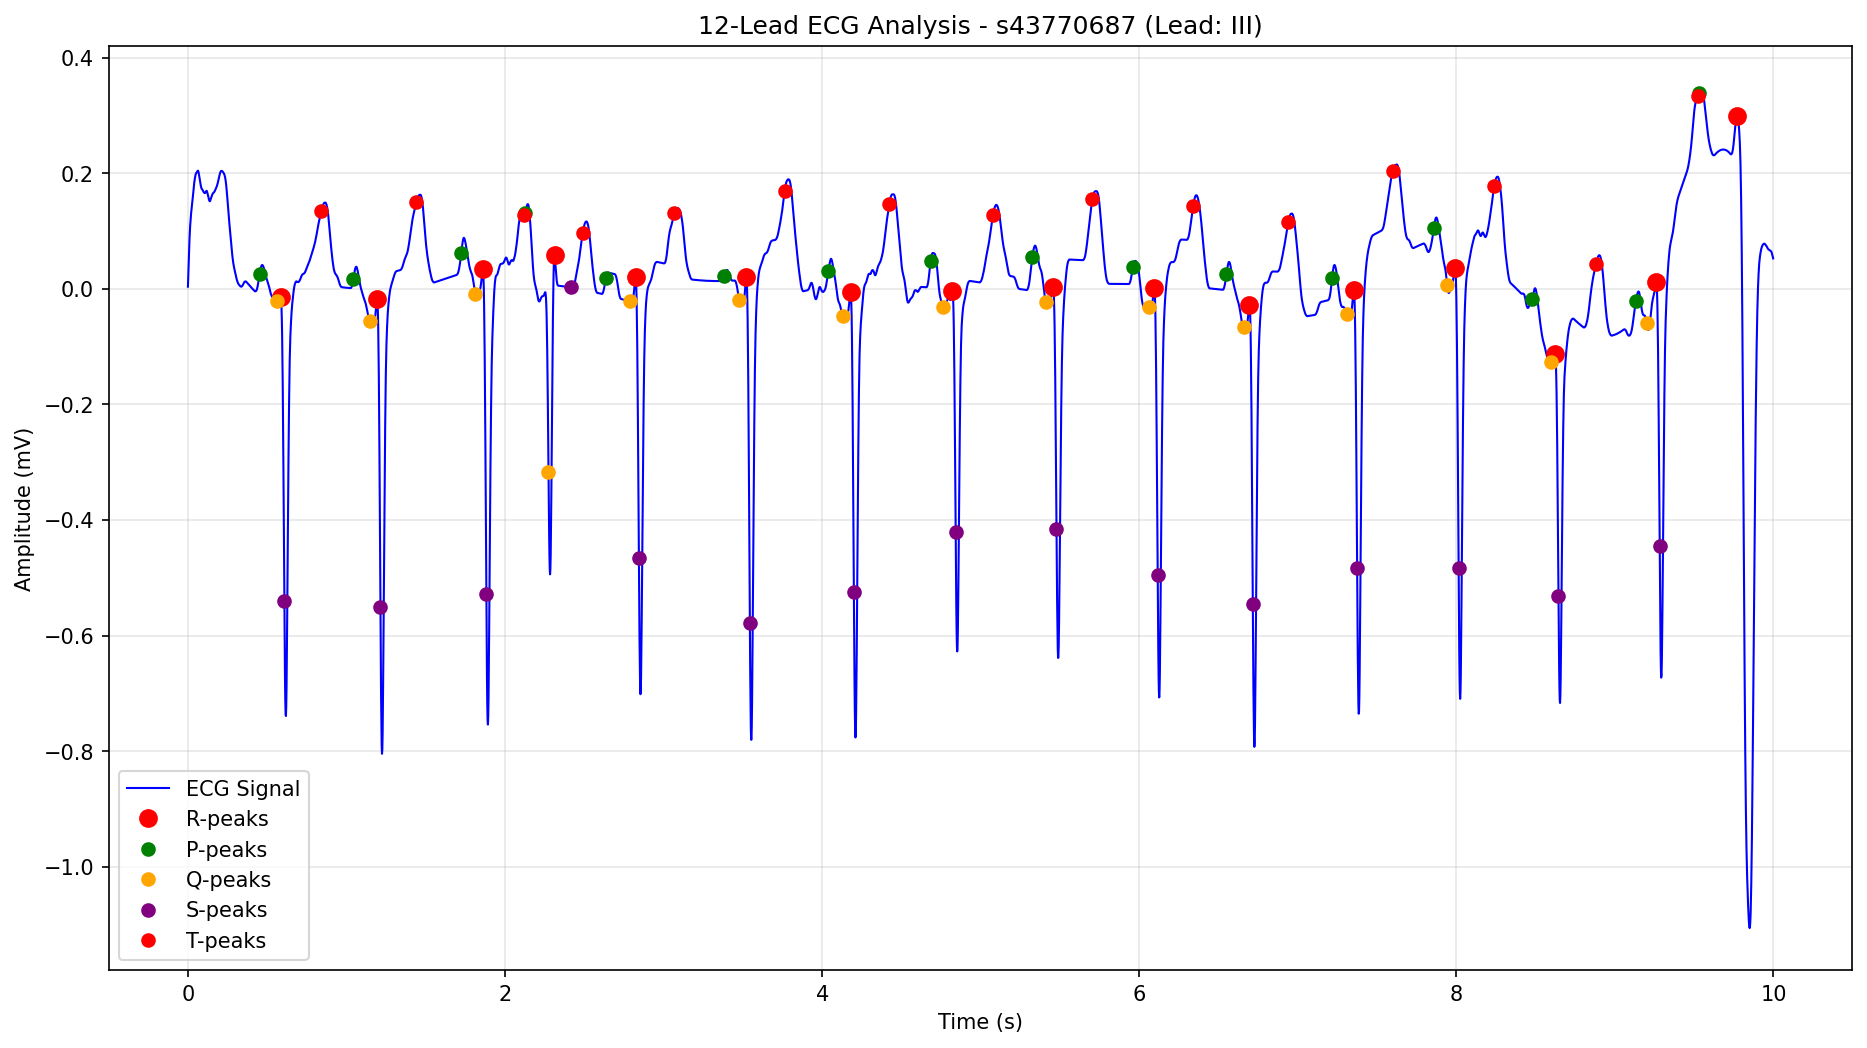 12-Lead ECG Analysis - s43770687 (Lead: III)
Amplitude (mV)
0.4
0.2
0.0
−0.2
−0.4
−0.6
−0.8
−1.0
ECG Signal
R-peaks
P-peaks
Q-peaks
S-peaks
T-peaks
0 2 4 6 8 10
Time (s)